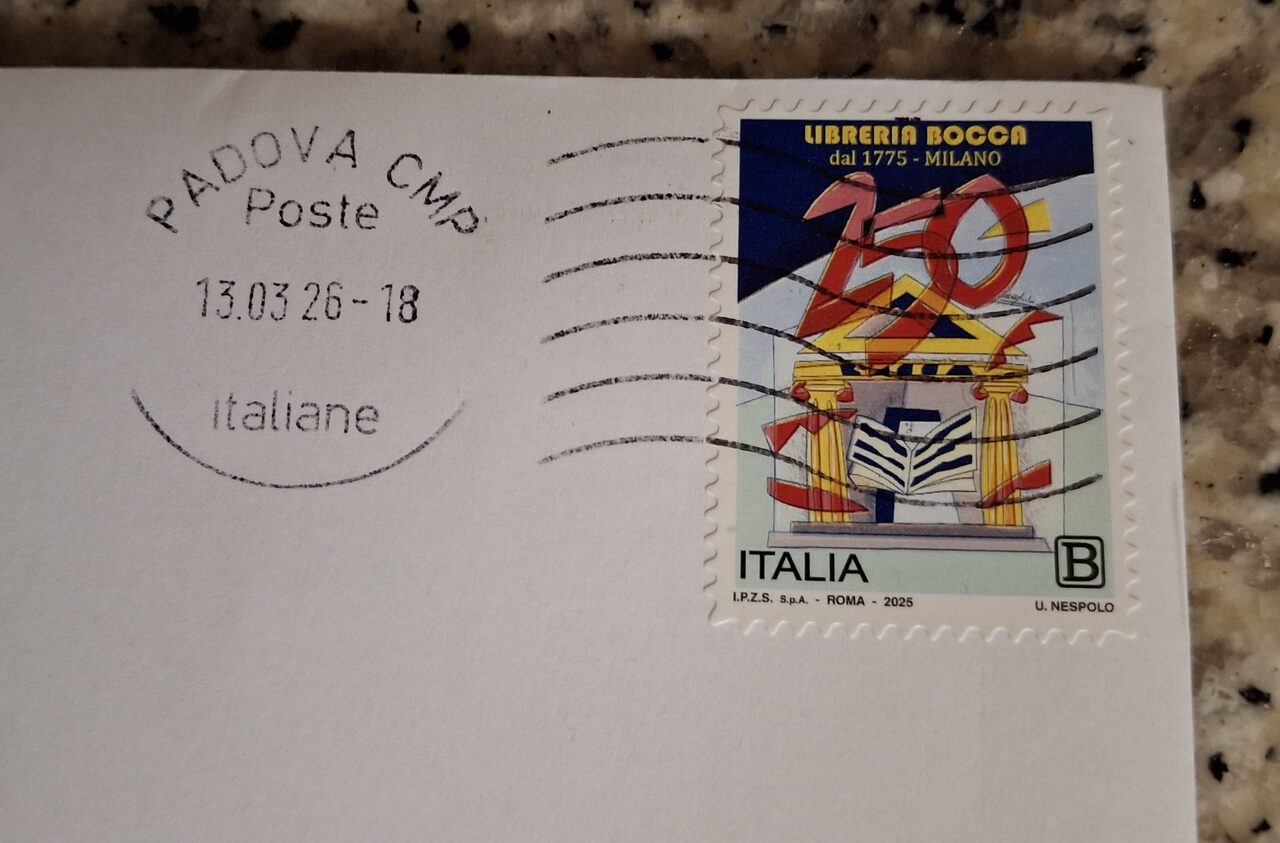 PADOVA CMP
Poste
13.03 26 - 18
italiane
LIBRERIA BOCCA
dal 1775 - MILANO
250
ITALIA
B
I.P.Z.S. S.p.A. - ROMA - 2025
U. NESPOLO